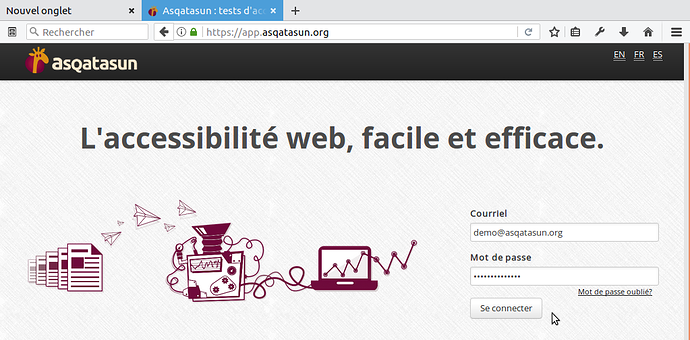 Nouvel onglet
Asqatasun : tests d'acc
Rechercher
https://app.asqatasun.org
asqatasun
EN FR ES
L'accessibilité web, facile et efficace.
Courriel
demo@asqatasun.org
Mot de passe
••••••••••••••
Mot de passe oublié?
Se connecter